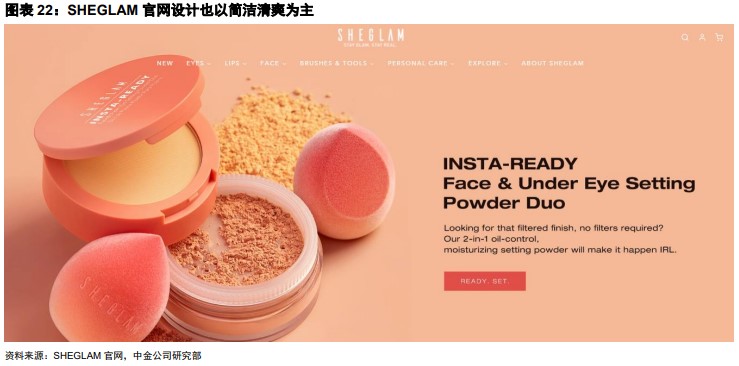 图表 22：SHEGLAM 官网设计也以简洁清爽为主
SHEGLAM
STAY GLAM. STAY REAL.
NEW EYES LIPS FACE BRUSHES & TOOLS PERSONAL CARE EXPLORE ABOUT SHEGLAM
SHEGLAM
INSTA-READY
INSTA-READY
Face & Under Eye Setting
Powder Duo
Looking for that filtered finish, no filters required?
Our 2-in-1 oil-control,
moisturizing setting powder will make it happen IRL.
READY, SET.
SHEGLAM
资料来源：SHEGLAM 官网，中金公司研究部